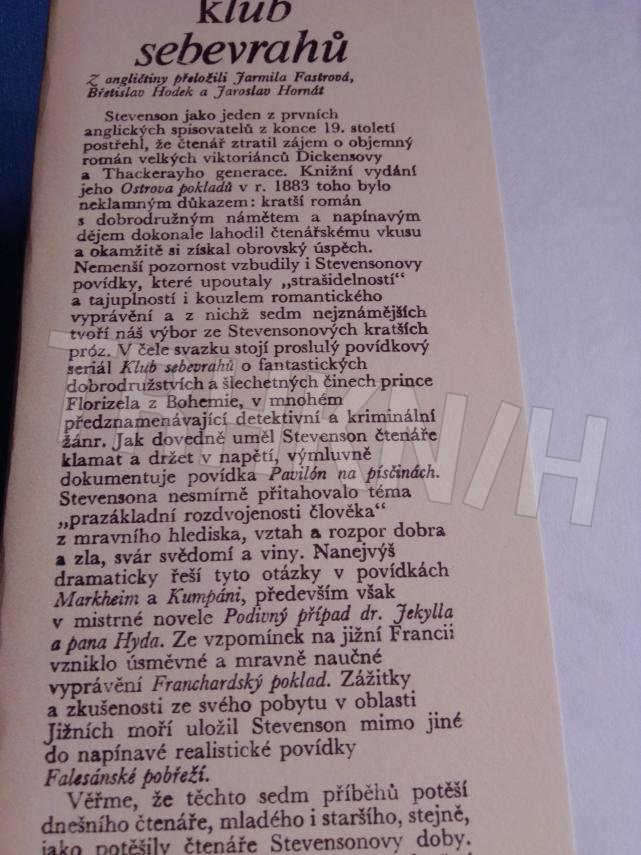 klub
sebevrahů
Z angličtiny přeložili Jarmila Fastrová,
Břetislav Hodek a Jaroslav Hornát
Stevenson jako jeden z prvních
anglických spisovatelů z konce 19. století
postřehl, že čtenář ztratil zájem o objemný
román velkých viktoriánců Dickensovy
a Thackerayho generace. Knižní vydání
jeho Ostrova pokladů v r. 1883 toho bylo
neklamným důkazem: kratší román
s dobrodružným námětem a napínavým
dějem dokonale lahodil čtenářskému vkusu
a okamžitě si získal obrovský úspěch.
Nemenší pozornost vzbudily i Stevensonovy
povídky, které upoutaly „strašidelností“
a tajuplností i kouzlem romantického
vyprávění a z nichž sedm nejznámějších
tvoří náš výbor ze Stevensonových kratších
próz. V čele svazku stojí proslulý povídkový
seriál Klub sebevrahů o fantastických
dobrodružstvích a šlechetných činech prince
Florizela z Bohemie, v mnohém
předznamenávající detektivní a kriminální
žánr. Jak dovedně uměl Stevenson čtenáře
klamat a držet v napětí, výmluvně
dokumentuje povídka Pavilón na písčinách.
Stevensona nesmírně přitahovalo téma
„prazákladní rozdvojenosti člověka“
z mravního hlediska, vztah a rozpor dobra
a zla, svár svědomí a viny. Nanejvýš
dramaticky řeší tyto otázky v povídkách
Markheim a Kumpáni, především však
v mistrné novele Podivný případ dr. Jekylla
a pana Hyda. Ze vzpomínek na jižní Francii
vzniklo úsměvné a mravně naučné
vyprávění Franchardský poklad. Zážitky
a zkušenosti ze svého pobytu v oblasti
Jižních moří uložil Stevenson mimo jiné
do napínavé realistické povídky
Falesánské pobřeží.
Věřme, že těchto sedm příběhů potěší
dnešního čtenáře, mladého i staršího, stejně,
jako potěšily čtenáře Stevensonovy doby.